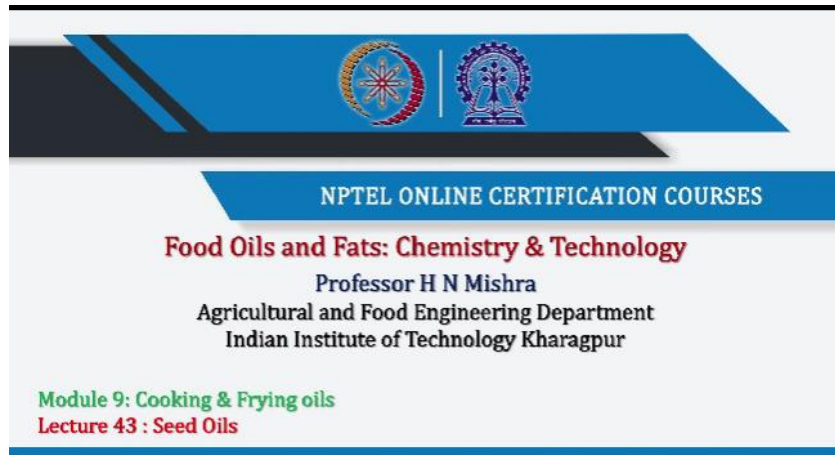 NPTEL ONLINE CERTIFICATION COURSES
Food Oils and Fats: Chemistry & Technology
Professor H N Mishra
Agricultural and Food Engineering Department
Indian Institute of Technology Kharagpur
Module 9: Cooking & Frying oils
Lecture 43 : Seed Oils